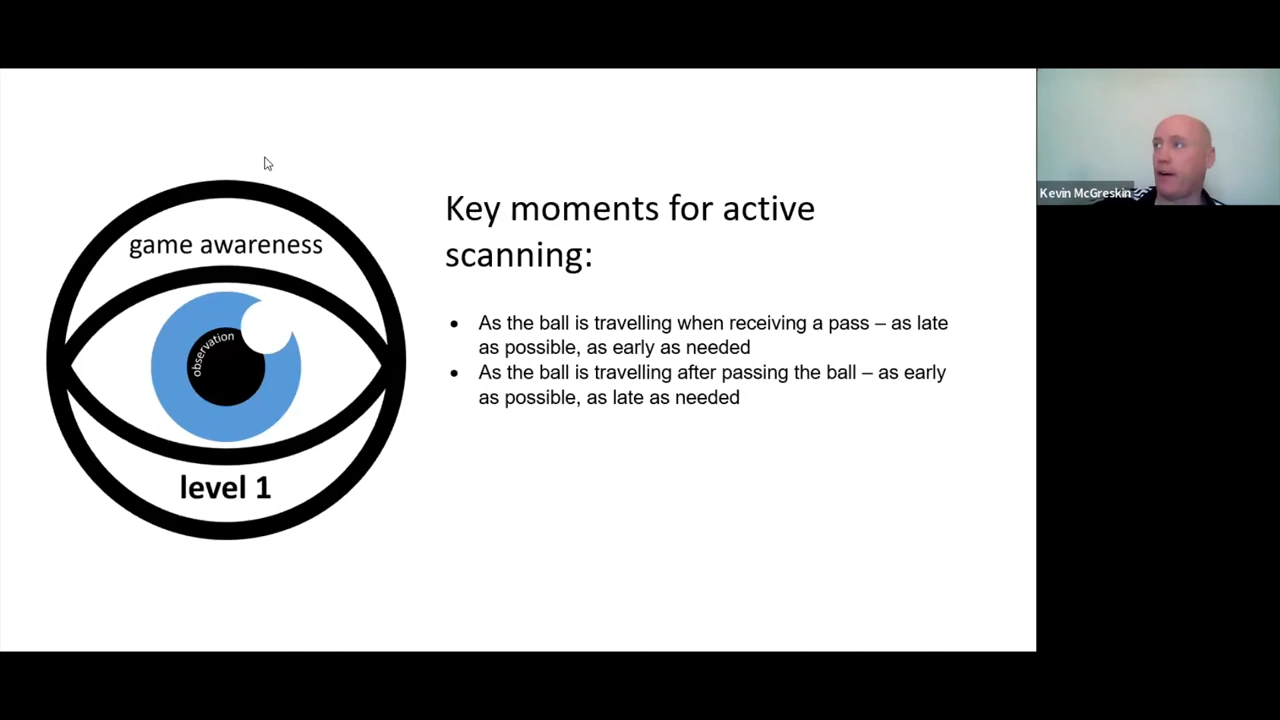 game awareness
observation
level 1
Key moments for active
scanning:
• As the ball is travelling when receiving a pass – as late
as possible, as early as needed
• As the ball is travelling after passing the ball – as early
as possible, as late as needed
Kevin McGreskin